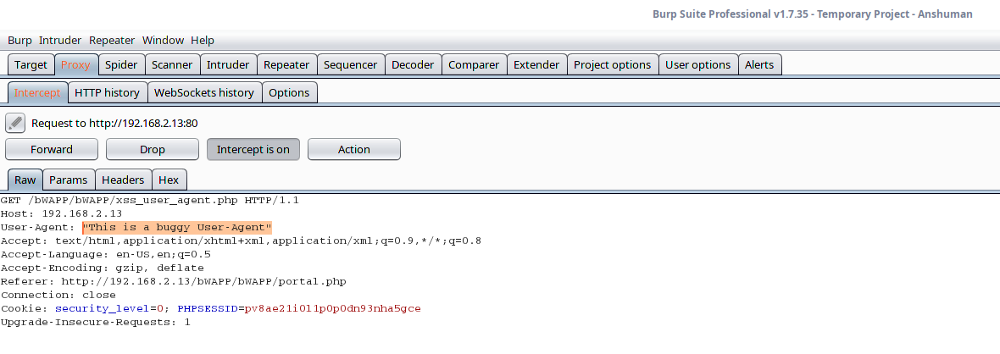 Burp Suite Professional v1.7.35 - Temporary Project - Anshuman
Burp Intruder Repeater Window Help
Target Proxy Spider Scanner Intruder Repeater Sequencer Decoder Comparer Extender Project options User options Alerts
Intercept HTTP history WebSockets history Options
Request to http://192.168.2.13:80
Forward Drop Intercept is on Action
Raw Params Headers Hex
GET /bWAPP/bWAPP/xss_user_agent.php HTTP/1.1
Host: 192.168.2.13
User-Agent: "This is a buggy User-Agent"
Accept: text/html,application/xhtml+xml,application/xml;q=0.9,*/*;q=0.8
Accept-Language: en-US,en;q=0.5
Accept-Encoding: gzip, deflate
Referer: http://192.168.2.13/bWAPP/bWAPP/portal.php
Connection: close
Cookie: security_level=0; PHPSESSID=pv8ae21i011p0p0dn93nha5gce
Upgrade-Insecure-Requests: 1